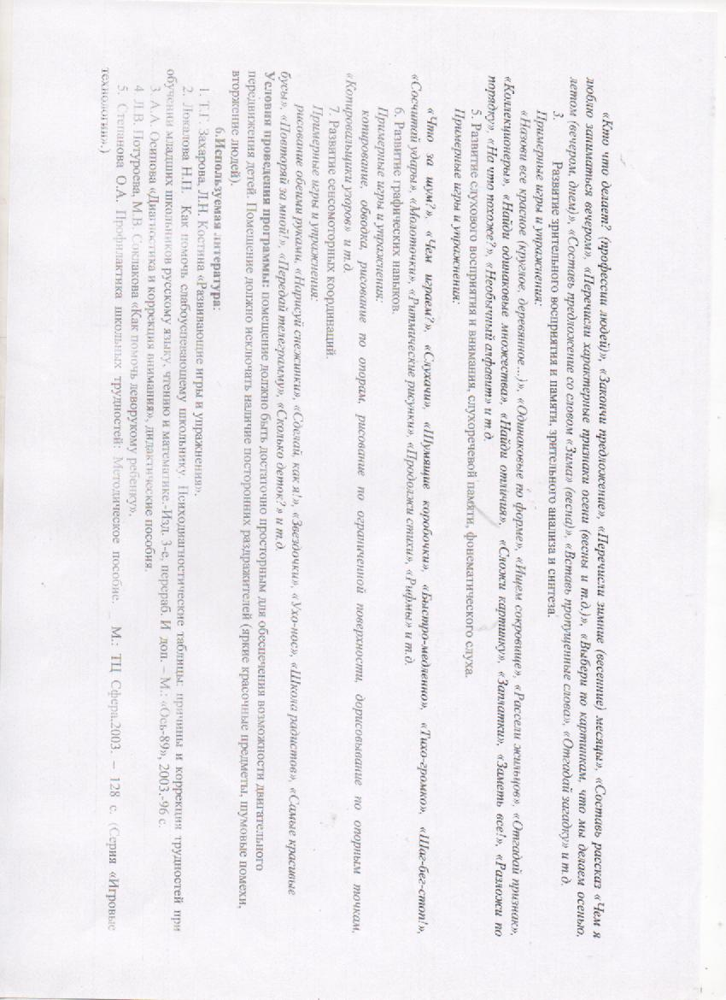 «Кто что делает? (профессии людей)», «Закончи предложение», «Перечисли зимние (весенние) месяцы», «Составь рассказ «Чем я
люблю заниматься вечером», «Перечисли характерные признаки осени (весны и т.д.)», «Выбери по картинкам, что мы делаем осенью,
летом (вечером, днем)», «Составь предложение со словом «Зима» (весна)», «Вставь пропущенные слова», «Отгадай загадку» и т.д.
3. Развитие зрительного восприятия и памяти, зрительного анализа и синтеза.
Примерные игры и упражнения:
«Назови все красное (круглое, деревянное...)», «Одинаковые по форме», «Ищем сокровище», «Рассели жильцов», «Отгадай признак»,
«Коллекционеры», «Найди одинаковые множества», «Найди отличия», «Сложи картинку», «Заплатки», «Заметь все!», «Разложи по
порядку», «На что похоже?», «Необычный алфавит» и т.д.
5. Развитие слухового восприятия и внимания, слухоречевой памяти, фонематического слуха.
Примерные игры и упражнения:
«Что за шум?», «Чем играем?», «Слухачи», «Шумящие коробочки», «Быстро-медленно», «Тихо-громко», «Шаг-бег-стоп!»,
«Сосчитай удары», «Молоточки», «Ритмические рисунки», «Продолжи стихи», «Рифмы» и т.д.
6. Развитие графических навыков.
Примерные игры и упражнения:
копирование, обводка, рисование по опорам, рисование по ограниченной поверхности, дорисовывание по опорным точкам,
«Копировальщики узоров» и т.д.
7. Развитие сенсомоторных координаций.
Примерные игры и упражнения:
рисование обеими руками, «Нарисуй снежинки», «Сделай, как я!», «Звездочки», «Ухо-нос», «Школа радистов», «Самые красивые
бусы», «Повторяй за мной!», «Передай телеграмму», «Сколько деток?» и т.д.
Условия проведения программы: помещение должно быть достаточно просторным для обеспечения возможности двигательного
передвижения детей. Помещение должно исключать наличие посторонних раздражителей (яркие красочные предметы, шумовые помехи,
вторжение людей).
6.Используемая литература:
1. Т.Г. Захарова, Л.Н. Костина «Развивающие игры и упражнения».
2. Локалова Н.П. Как помочь слабоуспевающему школьнику. Психодиагностические таблицы: причины и коррекция трудностей при
обучении младших школьников русскому языку, чтению и математике.-Изд. 3-е, перераб. И доп. – М.: «Ось-89», 2003.-96 с.
3. А.А. Осипова «Диагностика и коррекция внимания», дидактические пособия.
4 Л.В. Потуроева, М.В. Соклакова «Как помочь леворукому ребенку».
5. Степанова О.А. Профилактика школьных трудностей: Методическое пособие. _ М.: ТЦ Сфера.2003. – 128 с. (Серия «Игровые
технологии».)